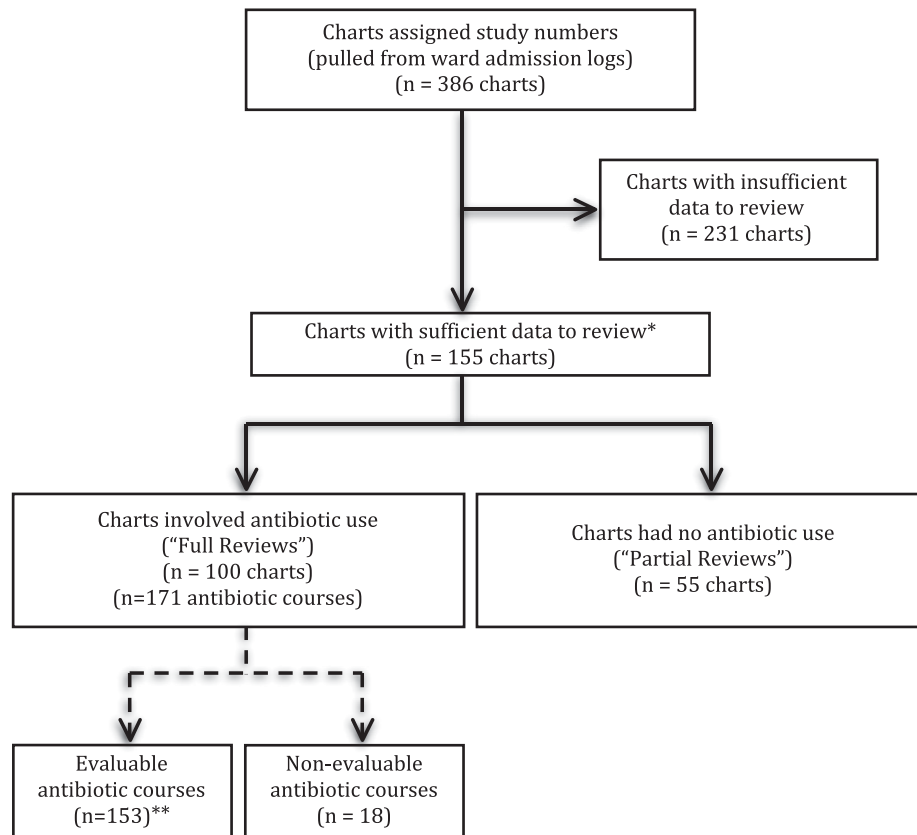 Charts assigned study numbers
(pulled from ward admission logs)
(n = 386 charts)
Charts with insufficient
data to review
(n = 231 charts)
Charts with sufficient data to review*
(n = 155 charts)
Charts involved antibiotic use
(“Full Reviews”)
(n = 100 charts)
(n=171 antibiotic courses)
Charts had no antibiotic use
(“Partial Reviews”)
n = 55 charts)
Evaluable
antibiotic courses
(n=153)**
Non-evaluable
antibiotic courses
(n = 18)